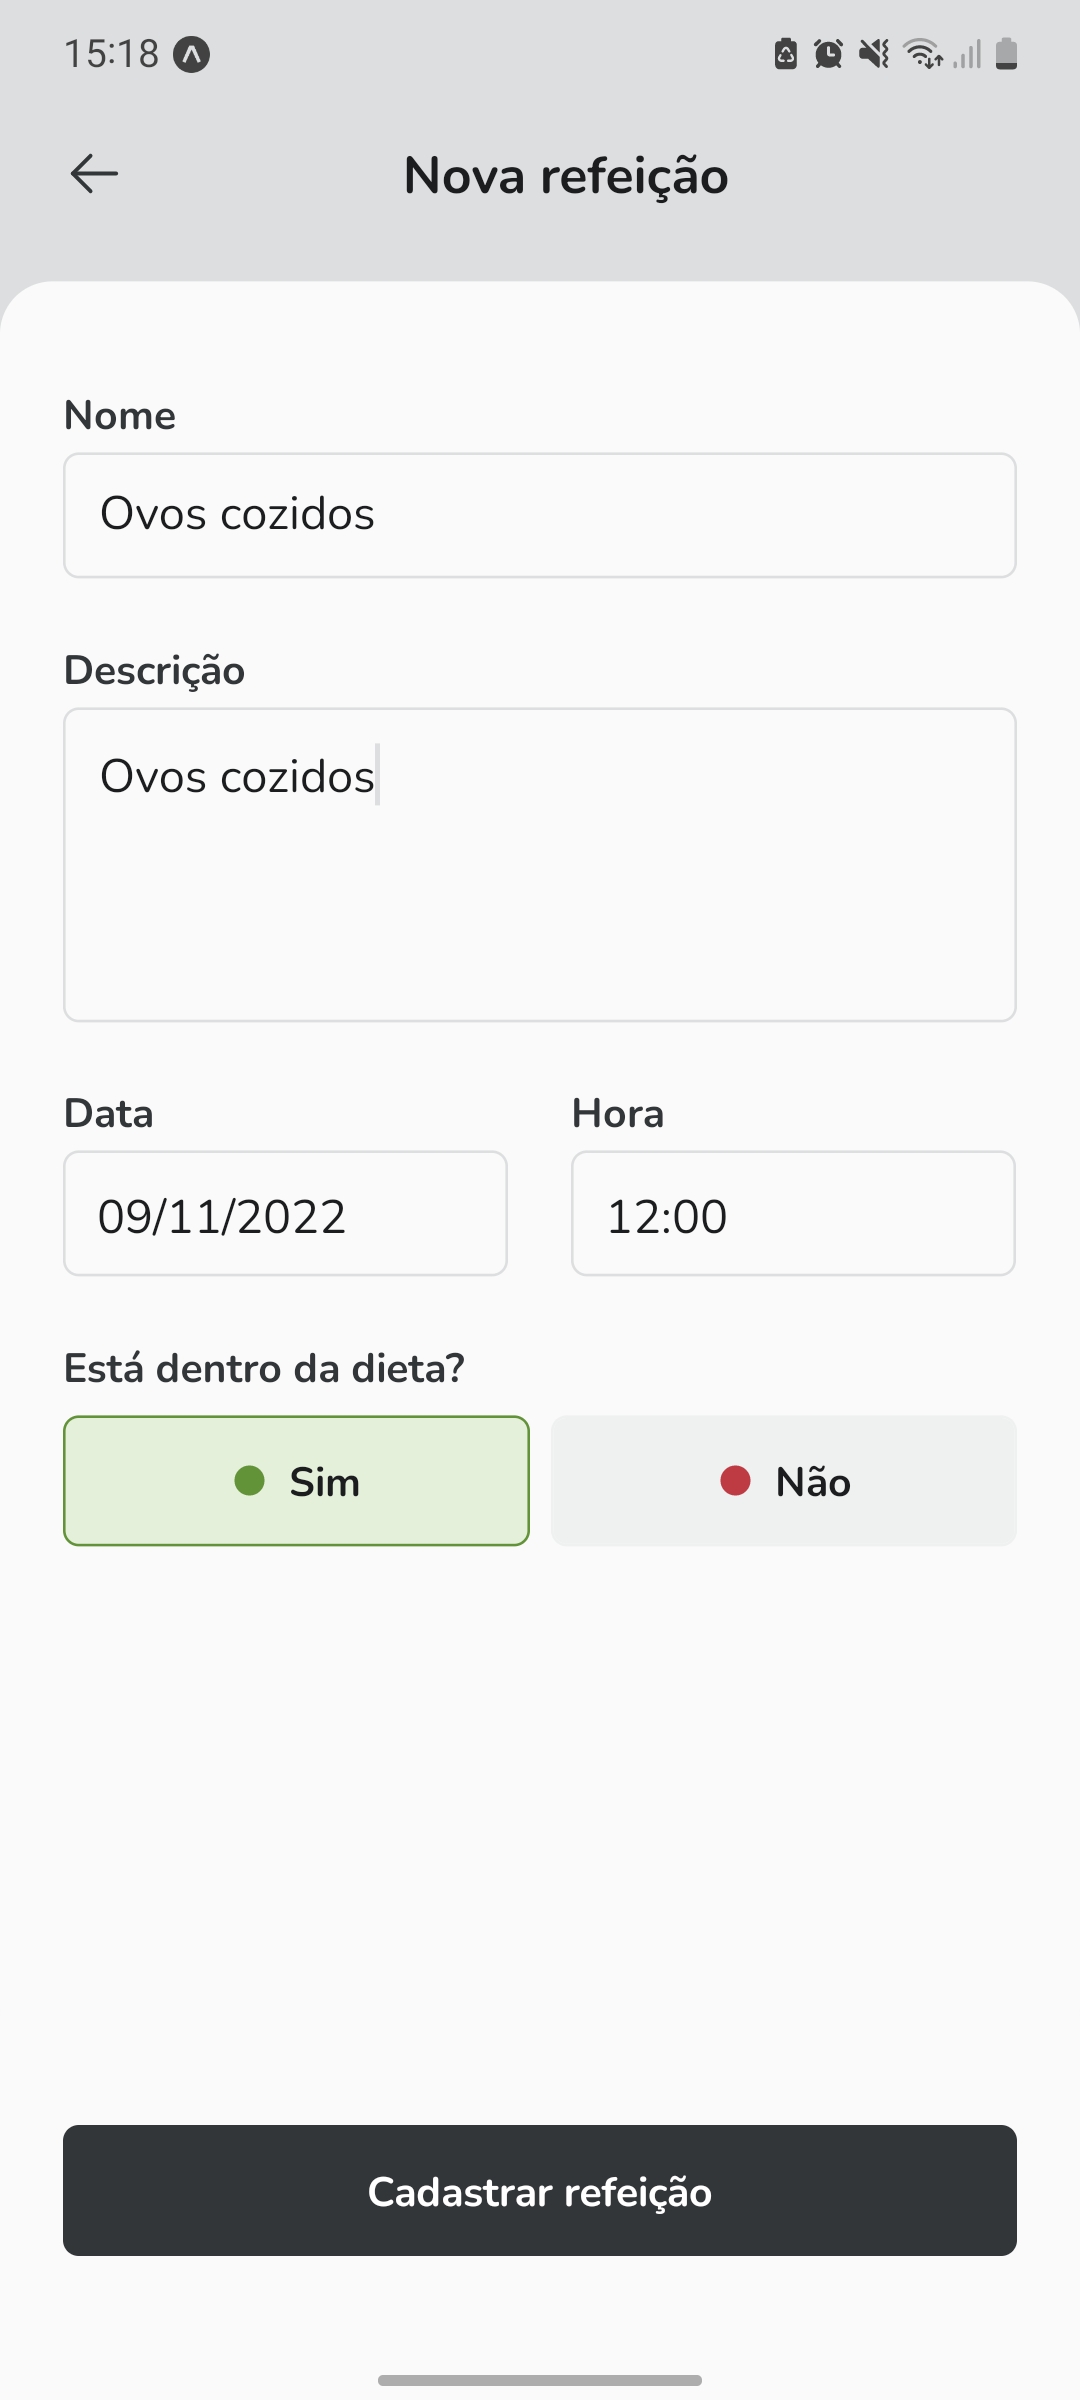 15:18
Nova refeição
Nome
Ovos cozidos
Descrição
Ovos cozidos
Data
Hora
09/11/2022
12:00
Está dentro da dieta?
Sim
Não
Cadastrar refeição